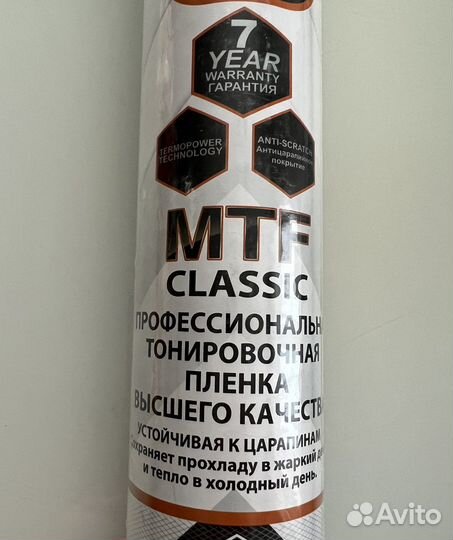 7
YEAR
WARRANTY
ГАРАНТИЯ
TERMOPOWER
TECHNOLOGY
ANTI-SCRATCH
Антицарапающее
покрытие
MTF
CLASSIC
ПРОФЕССИОНАЛЬН
ТОНИРОВОЧНАЯ
ПЛЕНКА
ВЫСШЕГО КАЧЕСТВ
УСТОЙЧИВАЯ К ЦАРАПИНАМ
Сохраняет прохладу в жаркий д
и тепло в холодный день.
Avito